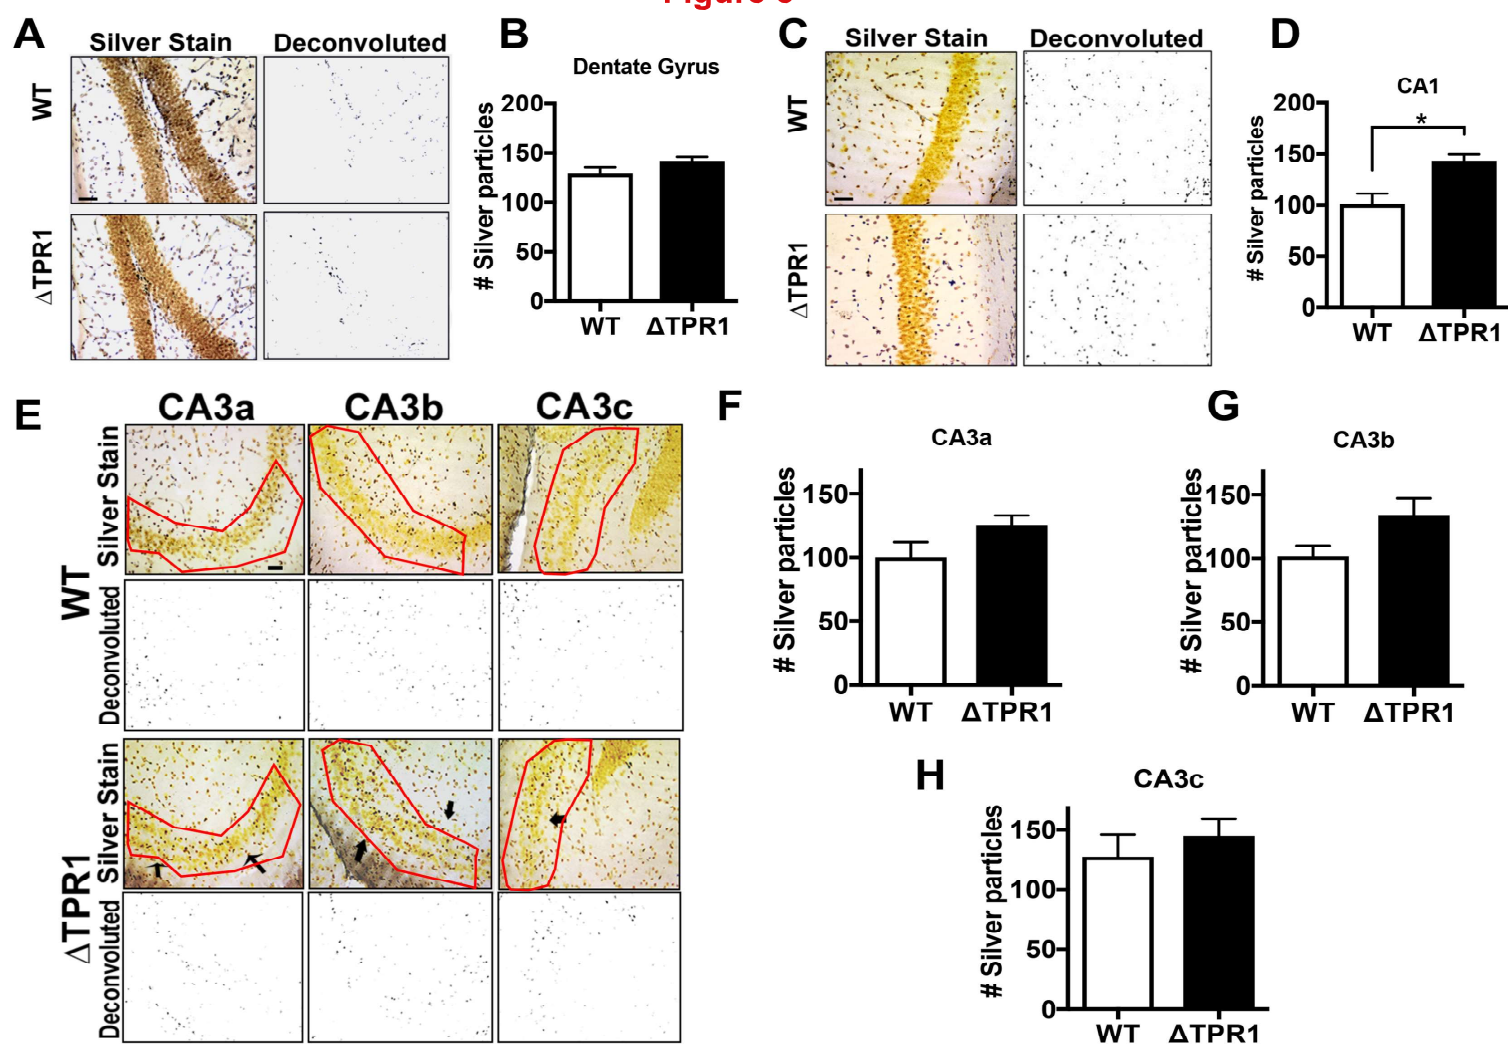 A
Silver Stain
Deconvoluted
WT
ΔTPR1
B
Dentate Gyrus
# Silver particles
200
150
100
50
0
WT
ΔTPR1
C
Silver Stain
Deconvoluted
WT
ΔTPR1
D
CA1
# Silver particles
200
150
100
50
0
*
WT
ΔTPR1
E
CA3a
CA3b
CA3c
WT
Silver Stain
Deconvoluted
ΔTPR1
Silver Stain
Deconvoluted
F
CA3a
# Silver particles
150
100
50
0
WT
ΔTPR1
G
CA3b
# Silver particles
150
100
50
0
WT
ΔTPR1
H
CA3c
# Silver particles
150
100
50
0
WT
ΔTPR1